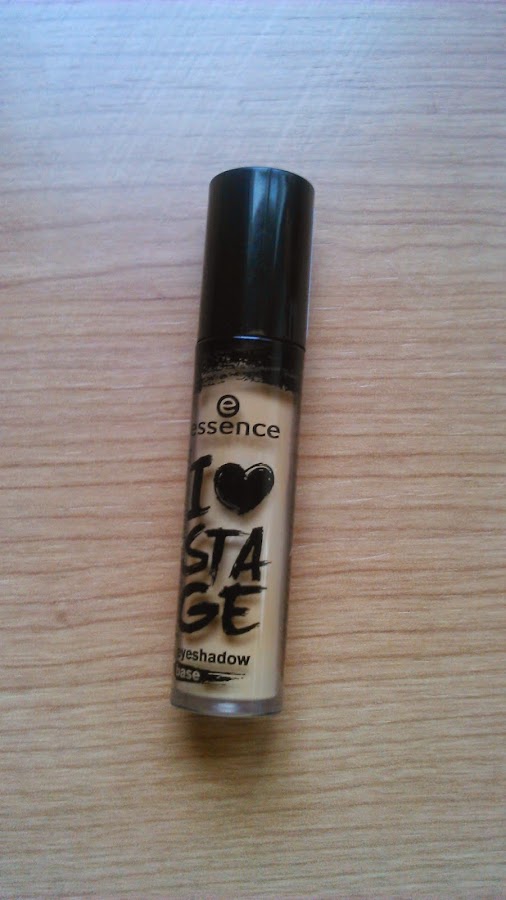 e
essence
I ♥
STA
GE
eyeshadow
base